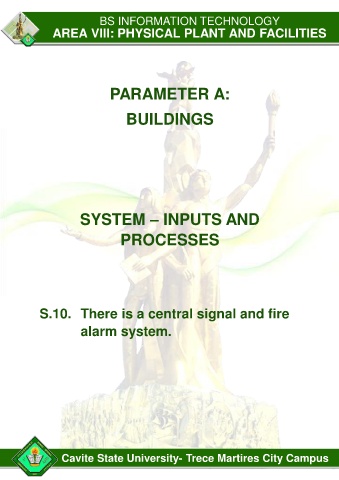 BS INFORMATION TECHNOLOGY
AREA VIII: PHYSICAL PLANT AND FACILITIES
PARAMETER A:
BUILDINGS
SYSTEM – INPUTS AND
PROCESSES
S.10. There is a central signal and fire
alarm system.
Cavite State University- Trece Martires City Campus